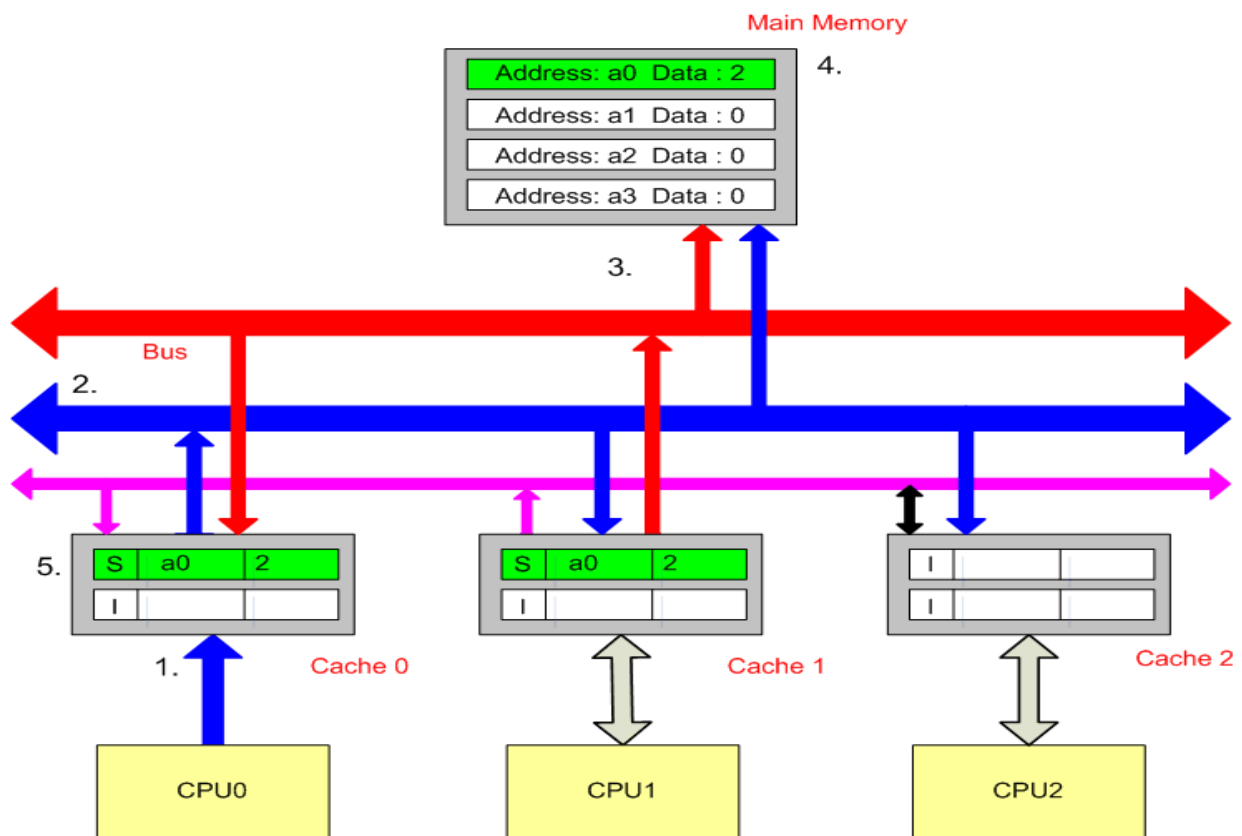 Main Memory
Address: a0 Data : 2
4.
Address: a1 Data : 0
Address: a2 Data : 0
Address: a3 Data : 0
3.
Bus
2.
5.
S a0 2
I
S a0 2
I
I
I
1.
Cache 0
Cache 1
Cache 2
CPU0
CPU1
CPU2